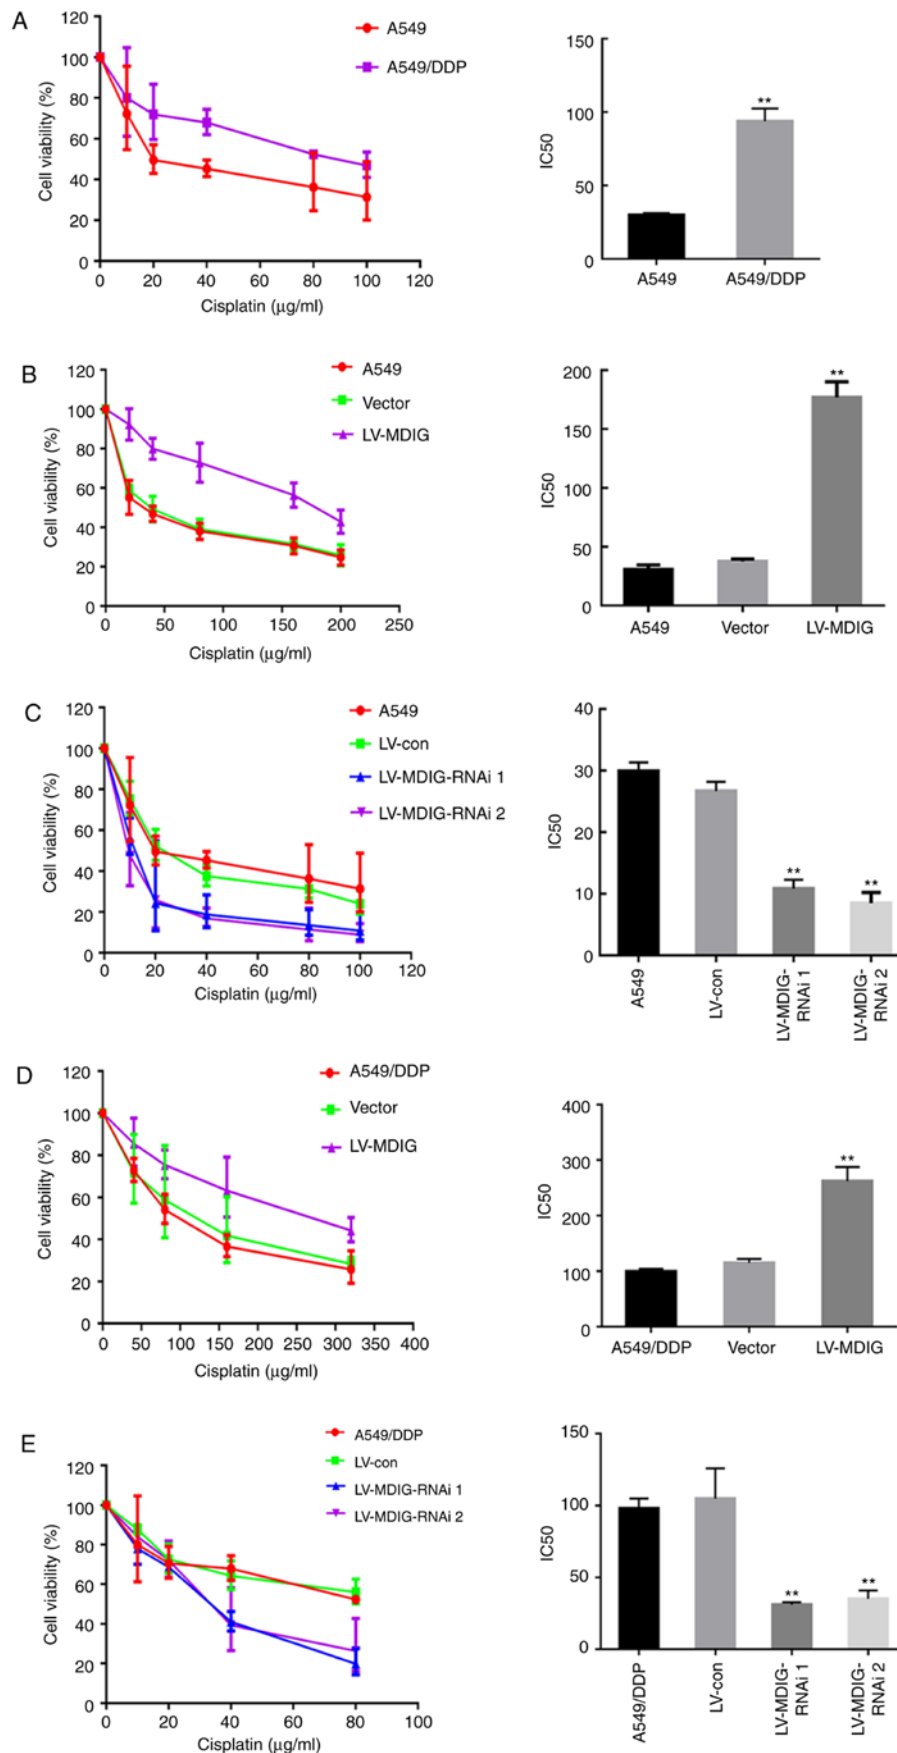 A
120
100
80
60
40
20
0
Cell viability (%)
0 20 40 60 80 100 120
Cisplatin (μg/ml)
A549
A549/DDP
150
100
50
0
IC50
**
A549 A549/DDP
B
120
100
80
60
40
20
0
Cell viability (%)
0 50 100 150 200 250
Cisplatin (μg/ml)
A549
Vector
LV-MDIG
200
150
100
50
0
IC50
**
A549 Vector LV-MDIG
C
120
100
80
60
40
20
0
Cell viability (%)
0 20 40 60 80 100 120
Cisplatin (μg/ml)
A549
LV-con
LV-MDIG-RNAi 1
LV-MDIG-RNAi 2
40
30
20
10
0
IC50
** **
A549
LV-con
LV-MDIG-
RNAi 1
LV-MDIG-
RNAi 2
D
120
100
80
60
40
20
0
Cell viability (%)
0 50 100 150 200 250 300 350 400
Cisplatin (μg/ml)
A549/DDP
Vector
LV-MDIG
400
300
200
100
0
IC50
**
A549/DDP Vector LV-MDIG
E
120
100
80
60
40
20
0
Cell viability (%)
0 20 40 60 80 100
Cisplatin (μg/ml)
A549/DDP
LV-con
LV-MDIG-RNAi 1
LV-MDIG-RNAi 2
150
100
50
0
IC50
** **
A549/DDP
LV-con
LV-MDIG-
RNAi 1
LV-MDIG-
RNAi 2